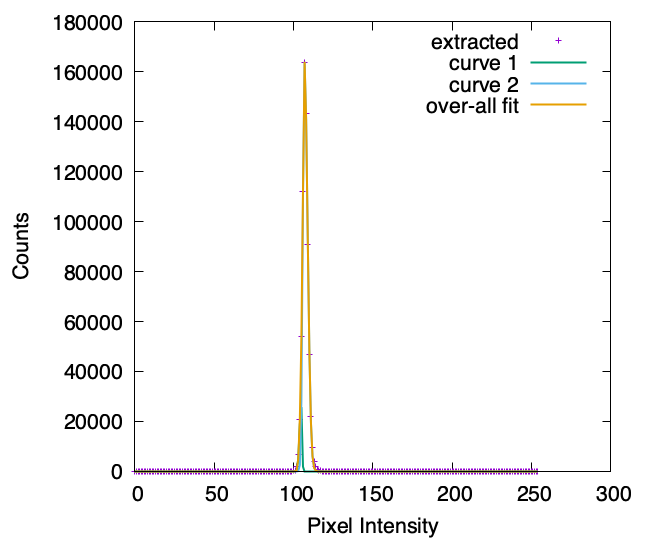 180000
160000
140000
120000
100000
80000
60000
40000
20000
0
Counts
extracted
curve 1
curve 2
over-all fit
0 50 100 150 200 250 300
Pixel Intensity